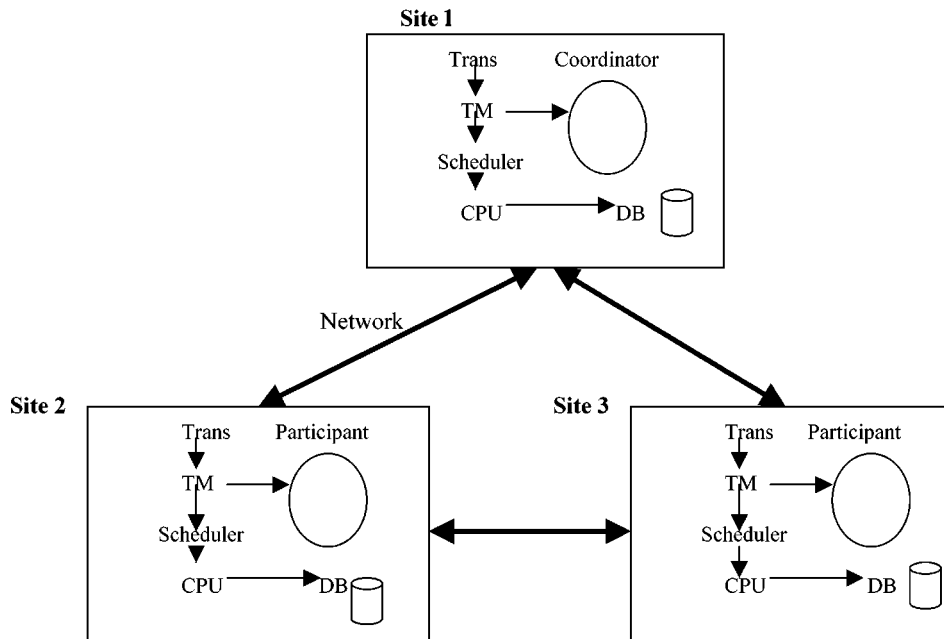 Site 1
Trans Coordinator
TM
Scheduler
CPU DB
Network
Site 2
Trans Participant
TM
Scheduler
CPU DB
Site 3
Trans Participant
TM
Scheduler
CPU DB